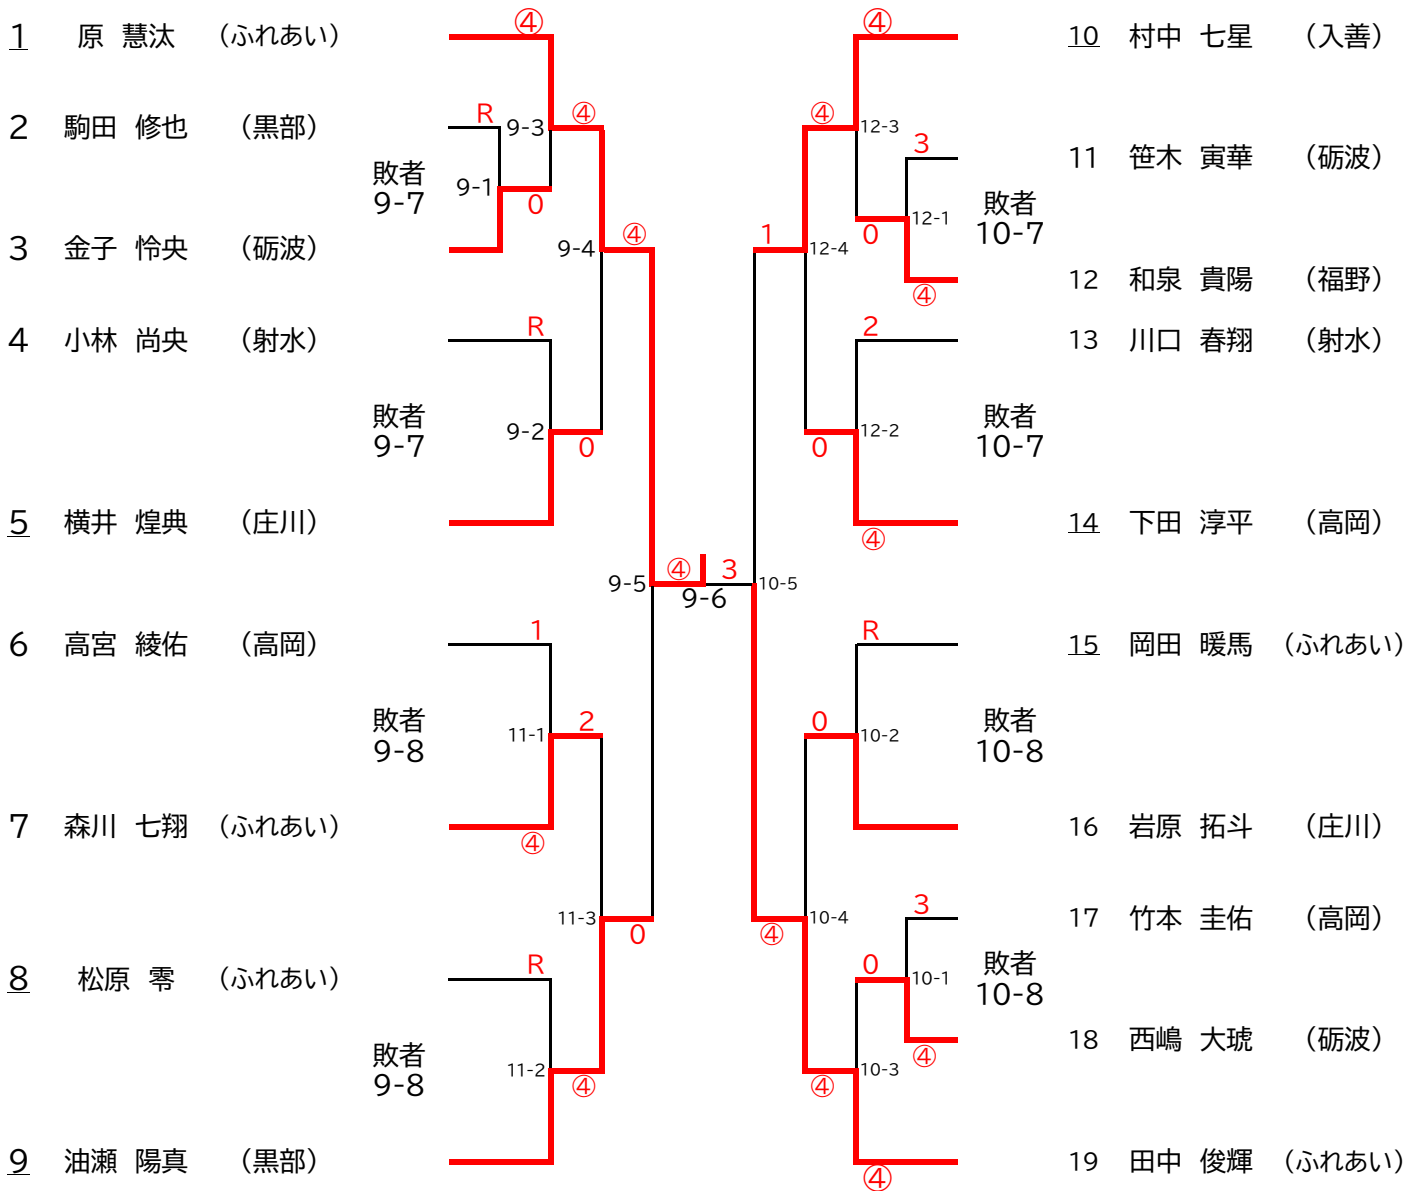 1 原 慧汰 （ふれあい）
④
④
10 村中 七星 （入善）
2 駒田 修也 （黒部）
R
9-3
④
④
12-3
3
11 笹木 寅華 （砺波）
敗者
9-7
9-1
0
敗者
10-7
0
12-1
3 金子 怜央 （砺波）
9-4
④
1
12-4
④
12 和泉 貴陽 （福野）
4 小林 尚央 （射水）
R
2
13 川口 春翔 （射水）
敗者
9-7
9-2
0
0
12-2
敗者
10-7
5 横井 煌典 （庄川）
④
14 下田 淳平 （高岡）
9-5
④
3
9-6
10-5
6 高宮 綾佑 （高岡）
1
R
15 岡田 暖馬 （ふれあい）
敗者
9-8
11-1
2
0
10-2
敗者
10-8
7 森川 七翔 （ふれあい）
④
16 岩原 拓斗 （庄川）
11-3
0
④
10-4
3
17 竹本 圭佑 （高岡）
8 松原 零 （ふれあい）
R
0
10-1
敗者
10-8
④
18 西嶋 大琥 （砺波）
敗者
9-8
11-2
④
④
10-3
9 油瀬 陽真 （黒部）
④
19 田中 俊輝 （ふれあい）